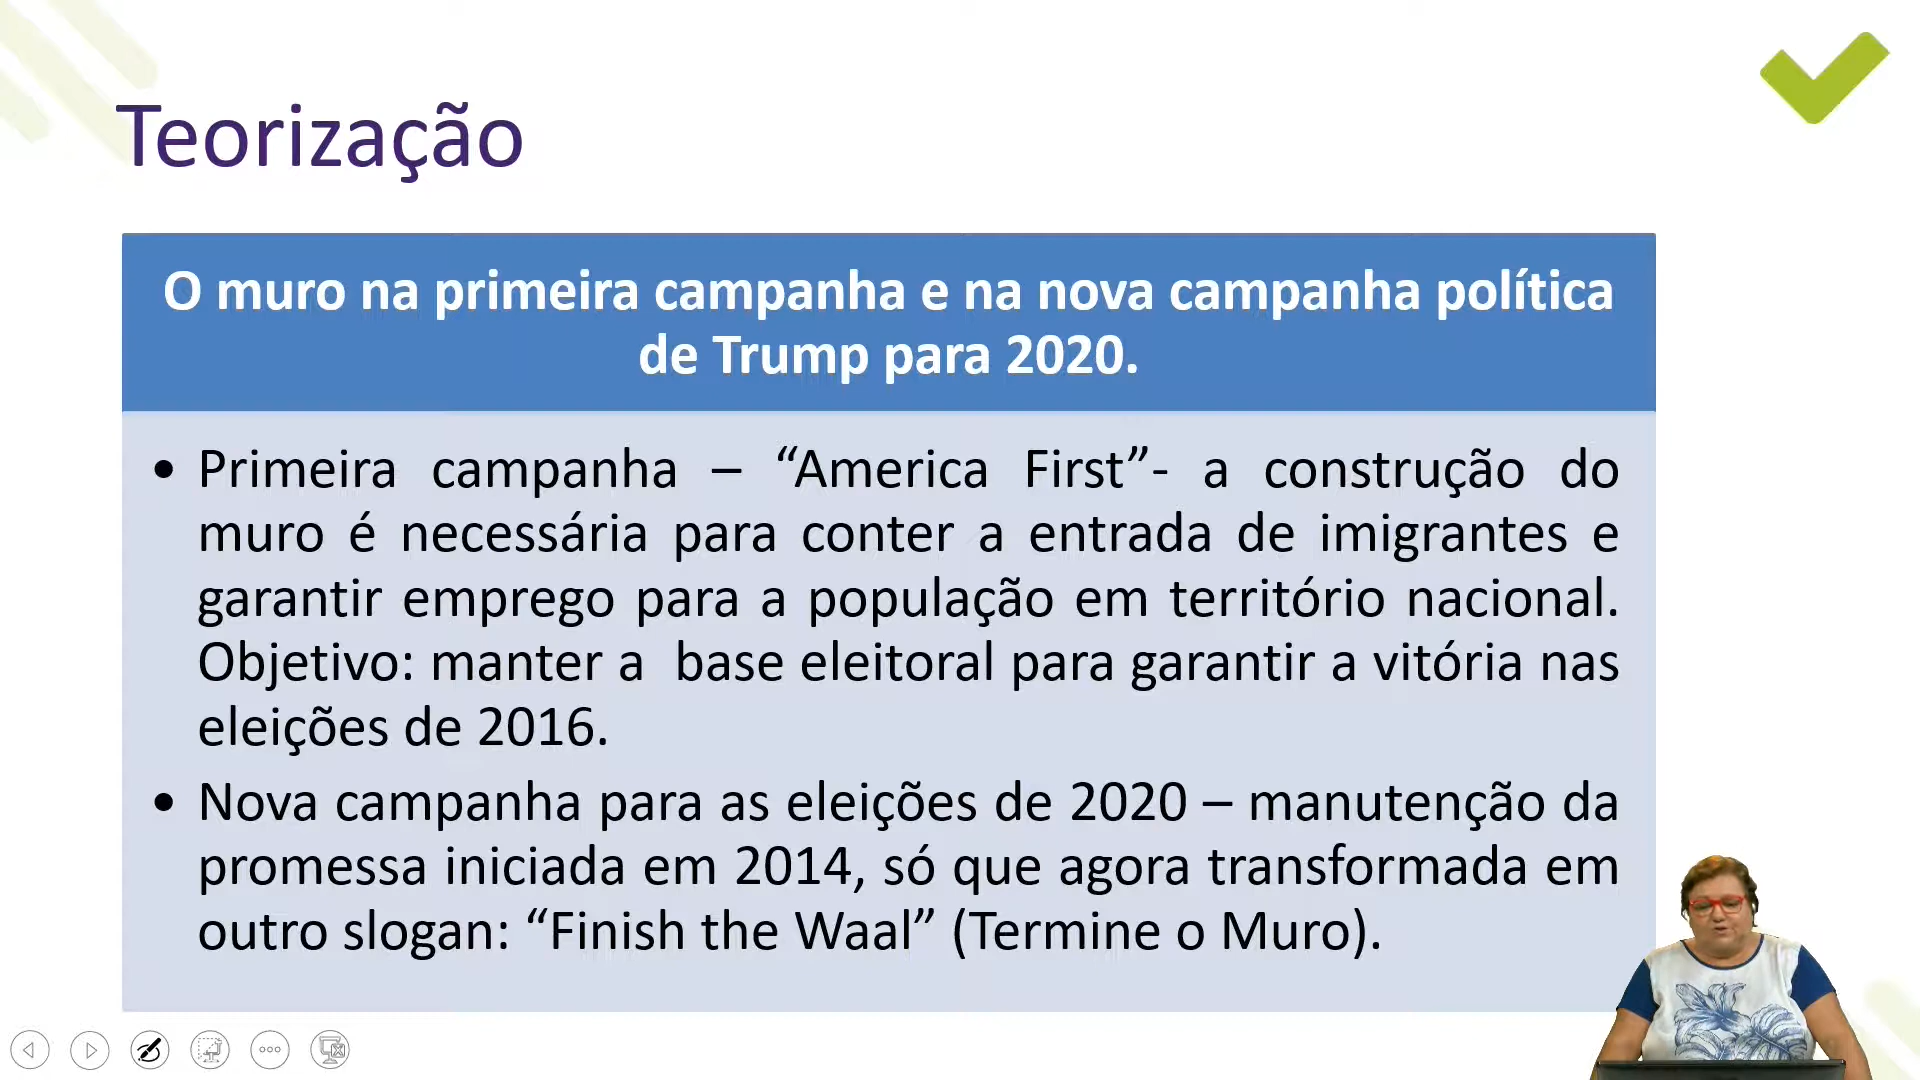 Teorização
O muro na primeira campanha e na nova campanha política
de Trump para 2020.
• Primeira campanha – “America First”- a construção do
muro é necessária para conter a entrada de imigrantes e
garantir emprego para a população em território nacional.
Objetivo: manter a base eleitoral para garantir a vitória nas
eleições de 2016.
• Nova campanha para as eleições de 2020 – manutenção da
promessa iniciada em 2014, só que agora transformada em
outro slogan: “Finish the Waal” (Termine o Muro).